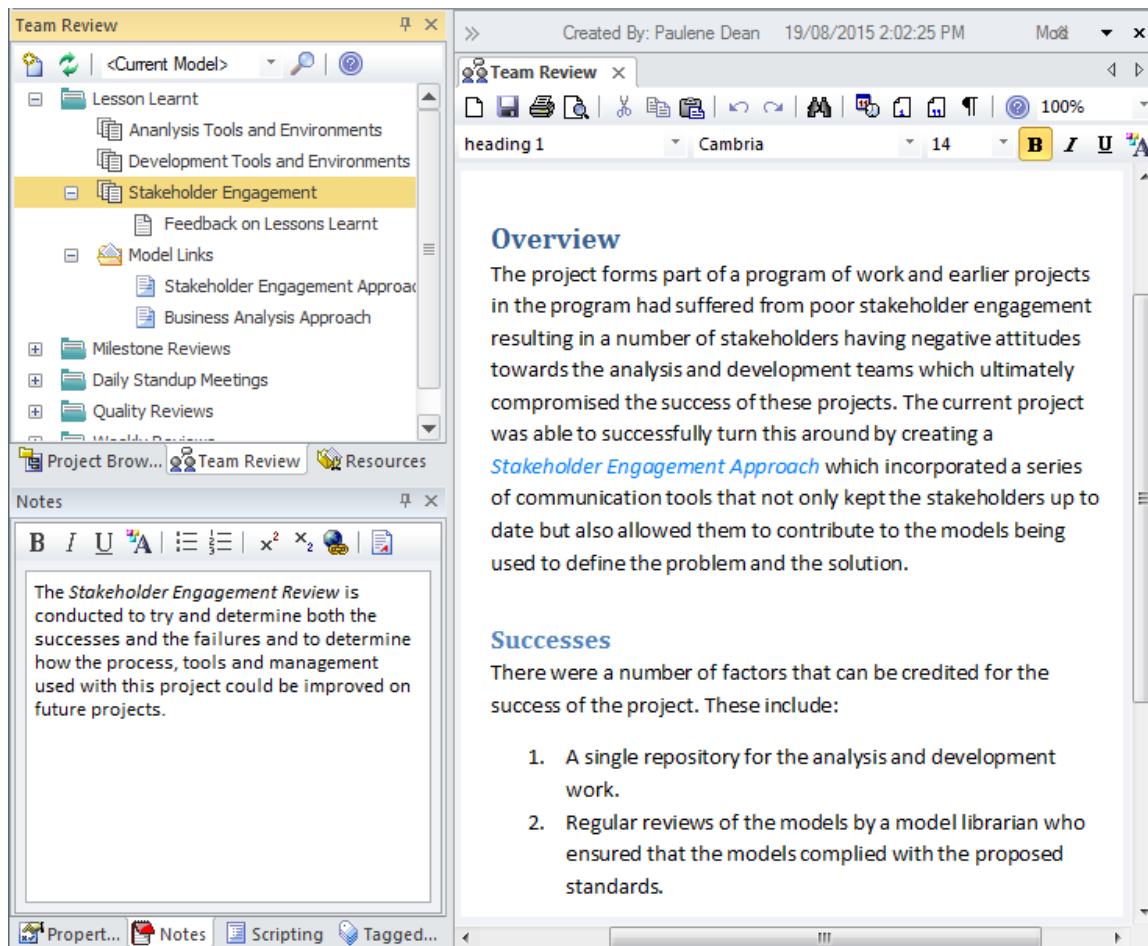 Team Review
<Current Model>
Lesson Learnt
Ananlysis Tools and Environments
Development Tools and Environments
Stakeholder Engagement
Feedback on Lessons Learnt
Model Links
Stakeholder Engagement Approac
Business Analysis Approach
Milestone Reviews
Daily Standup Meetings
Quality Reviews
Weekly Reviews
Project Brow...
Team Review
Resources
Notes
B I U A x² x₂
The Stakeholder Engagement Review is
conducted to try and determine both the
successes and the failures and to determine
how the process, tools and management
used with this project could be improved on
future projects.
Propert...
Notes
Scripting
Tagged...
Created By: Paulene Dean 19/08/2015 2:02:25 PM
Team Review
100%
heading 1 Cambria 14 B I U A
Overview
The project forms part of a program of work and earlier projects
in the program had suffered from poor stakeholder engagement
resulting in a number of stakeholders having negative attitudes
towards the analysis and development teams which ultimately
compromised the success of these projects. The current project
was able to successfully turn this around by creating a
Stakeholder Engagement Approach which incorporated a series
of communication tools that not only kept the stakeholders up to
date but also allowed them to contribute to the models being
used to define the problem and the solution.
Successes
There were a number of factors that can be credited for the
success of the project. These include:
1. A single repository for the analysis and development
work.
2. Regular reviews of the models by a model librarian who
ensured that the models complied with the proposed
standards.